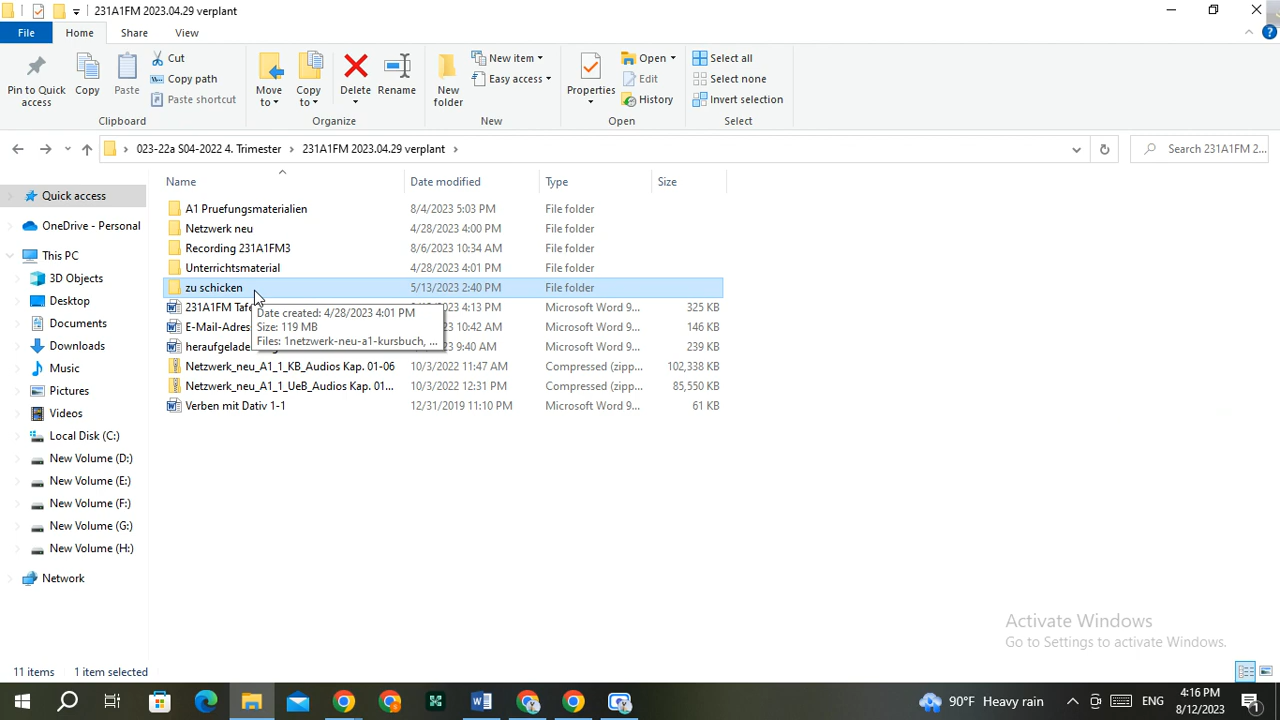 231A1FM 2023.04.29 verplant
File Home Share View
Pin to Quick access
Copy
Paste
Cut
Copy path
Paste shortcut
Move to
Copy to
Delete
Rename
New folder
New item
Easy access
Properties
Open
Edit
History
Select all
Select none
Invert selection
Clipboard Organize New Open Select
023-22a S04-2022 4. Trimester 231A1FM 2023.04.29 verplant
Search 231A1FM 2...
Name Date modified Type Size
Quick access
OneDrive - Personal
This PC
3D Objects
Desktop
Documents
Downloads
Music
Pictures
Videos
Local Disk (C:)
New Volume (D:)
New Volume (E:)
New Volume (F:)
New Volume (G:)
New Volume (H:)
Network
A1 Pruefungsmaterialien 8/4/2023 5:03 PM File folder
Netzwerk neu 4/28/2023 4:00 PM File folder
Recording 231A1FM3 8/6/2023 10:34 AM File folder
Unterrichtsmaterial 4/28/2023 4:01 PM File folder
zu schicken 5/13/2023 2:40 PM File folder
231A1FM 4:13 PM Microsoft Word 9... 325 KB
E-Mail-Adres 10:42 AM Microsoft Word 9... 146 KB
9:40 AM Microsoft Word 9... 239 KB
Netzwerk_neu_A1_1_KB_Audios Kap. 01-06 10/3/2022 11:47 AM Compressed (zipp... 102,338 KB
Netzwerk_neu_A1_1_UeB_Audios Kap. 01... 10/3/2022 12:31 PM Compressed (zipp... 85,550 KB
Verben mit Dativ 1-1 12/31/2019 11:10 PM Microsoft Word 9... 61 KB
Date created: 4/28/2023 4:01 PM
Size: 119 MB
Files: 1netzwerk-neu-a1-kursbuch, ...
Activate Windows
Go to Settings to activate Windows.
11 items 1 item selected
90°F Heavy rain
ENG
4:16 PM
8/12/2023
1